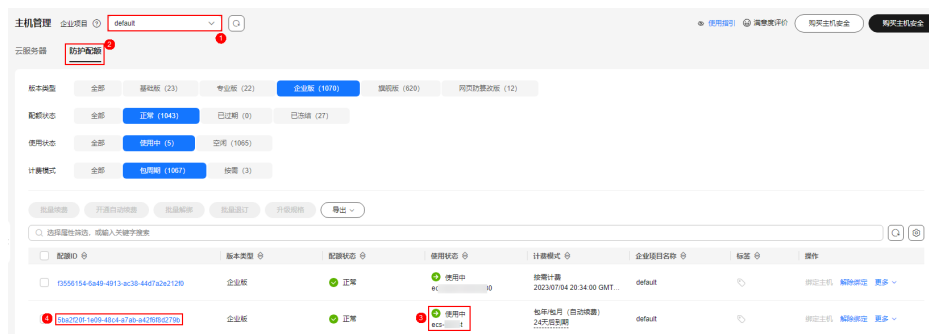 主机管理 企业项目 ? default 1 使用指引 满意度评价 购买主机安全 购买主机安全
云服务器 防护配额 2
版本类型 全部 基础版 (23) 专业版 (22) 企业版 (1070) 旗舰版 (620) 网页防篡改版 (12)
配额状态 全部 正常 (1043) 已过期 (0) 已冻结 (27)
使用状态 全部 使用中 (5) 空闲 (1065)
计费模式 全部 包周期 (1067) 按需 (3)
批量续费 开通自动续费 批量解绑 批量退订 升级规格 导出
选择属性筛选，或输入关键字搜索
配额ID 版本类型 配额状态 使用状态 计费模式 企业项目名称 标签 操作
f3556154-6a49-4913-ac38-44d7a2e212f0 企业版 正常 使用中 按需计费 default 绑定主机 解除绑定 更多
2023/07/04 20:34:00 GMT...
4 5ba2f20f-1e09-48c4-a7ab-a42f6f8d279b 企业版 正常 3 使用中 包年/包月 (自动续费) default 绑定主机 解除绑定 更多
ecs- t 24天后到期